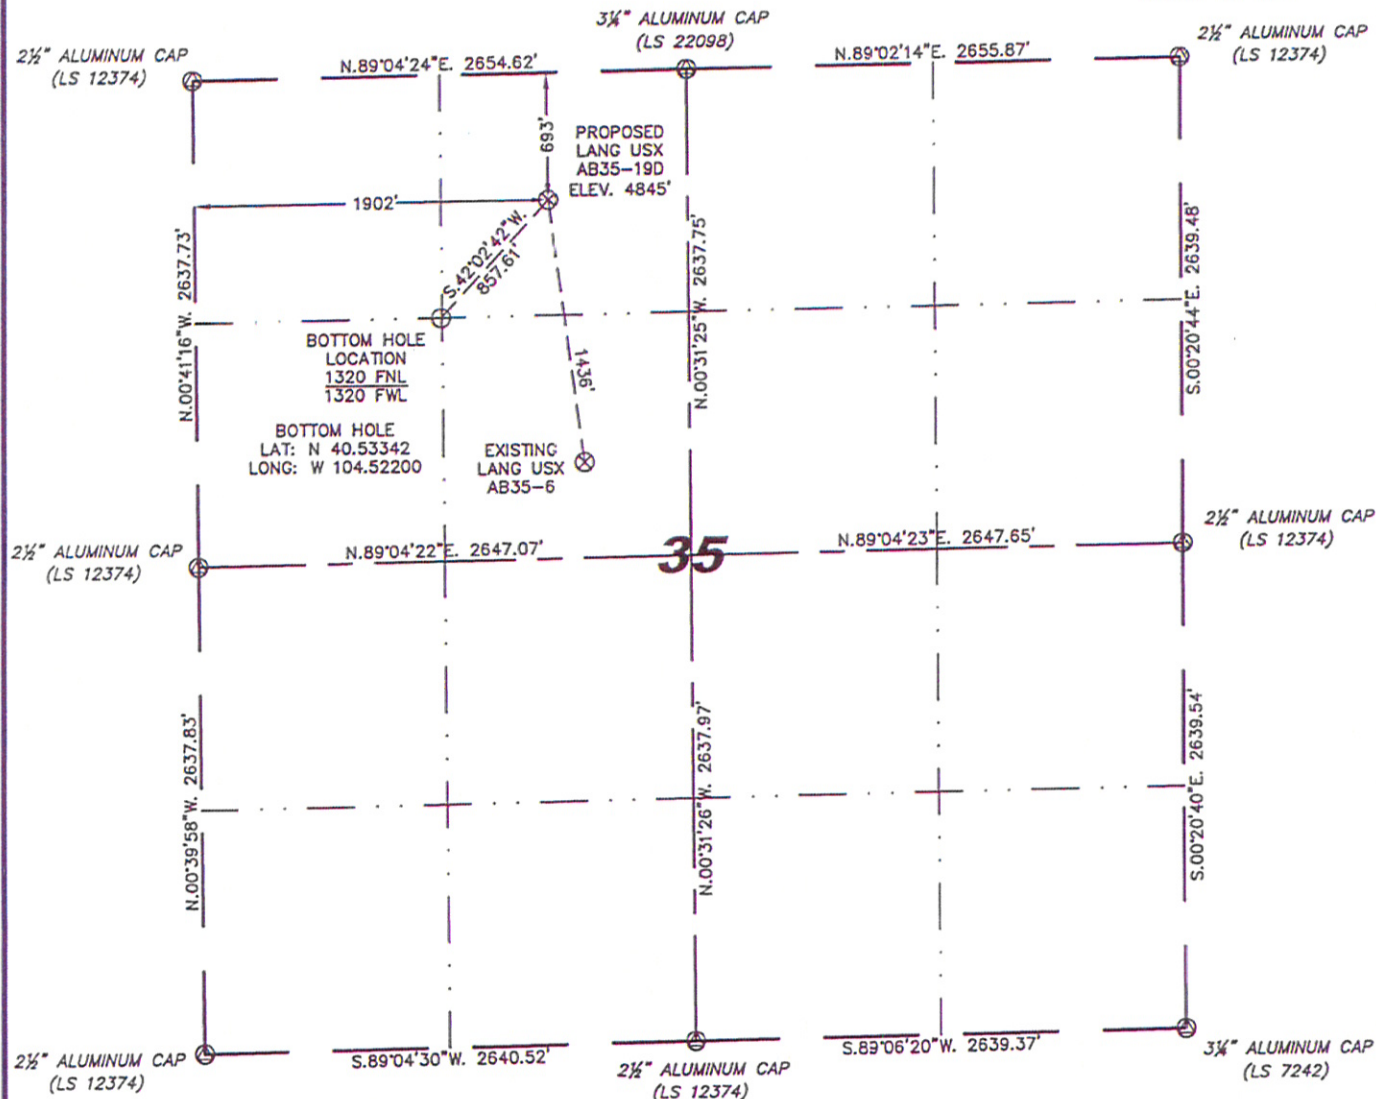 3¼" ALUMINUM CAP
(LS 22098)
2½" ALUMINUM CAP
(LS 12374)
2½" ALUMINUM CAP
(LS 12374)
N.89°04'24"E. 2654.62'
N.89°02'14"E. 2655.87'
693'
PROPOSED
LANG USX
AB35-19D
ELEV. 4845'
1902'
S.42°02'42"W.
857.61'
N.00°41'16"W. 2637.73'
N.00°31'25"W. 2637.75'
S.00°20'44"E. 2639.48'
BOTTOM HOLE
LOCATION
1320 FNL
1320 FWL
1436'
BOTTOM HOLE
LAT: N 40.53342
LONG: W 104.52200
EXISTING
LANG USX
AB35-6
2½" ALUMINUM CAP
(LS 12374)
N.89°04'22"E. 2647.07'
35
N.89°04'23"E. 2647.65'
2½" ALUMINUM CAP
(LS 12374)
N.00°39'58"W. 2637.83'
N.00°31'26"W. 2637.97'
S.00°20'40"E. 2639.54'
2½" ALUMINUM CAP
(LS 12374)
S.89°04'30"W. 2640.52'
2½" ALUMINUM CAP
(LS 12374)
S.89°06'20"W. 2639.37'
3¼" ALUMINUM CAP
(LS 7242)